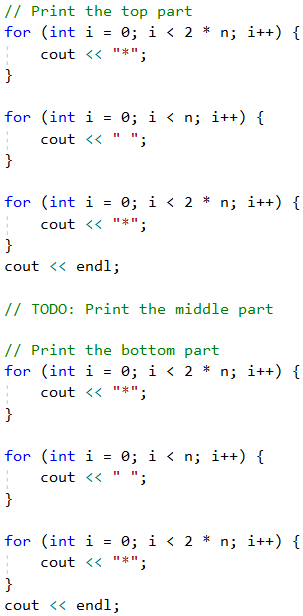 // Print the top part
for (int i = 0; i < 2 * n; i++) {
    cout << "*";
}

for (int i = 0; i < n; i++) {
    cout << " ";
}

for (int i = 0; i < 2 * n; i++) {
    cout << "*";
}
cout << endl;

// TODO: Print the middle part

// Print the bottom part
for (int i = 0; i < 2 * n; i++) {
    cout << "*";
}

for (int i = 0; i < n; i++) {
    cout << " ";
}

for (int i = 0; i < 2 * n; i++) {
    cout << "*";
}
cout << endl;